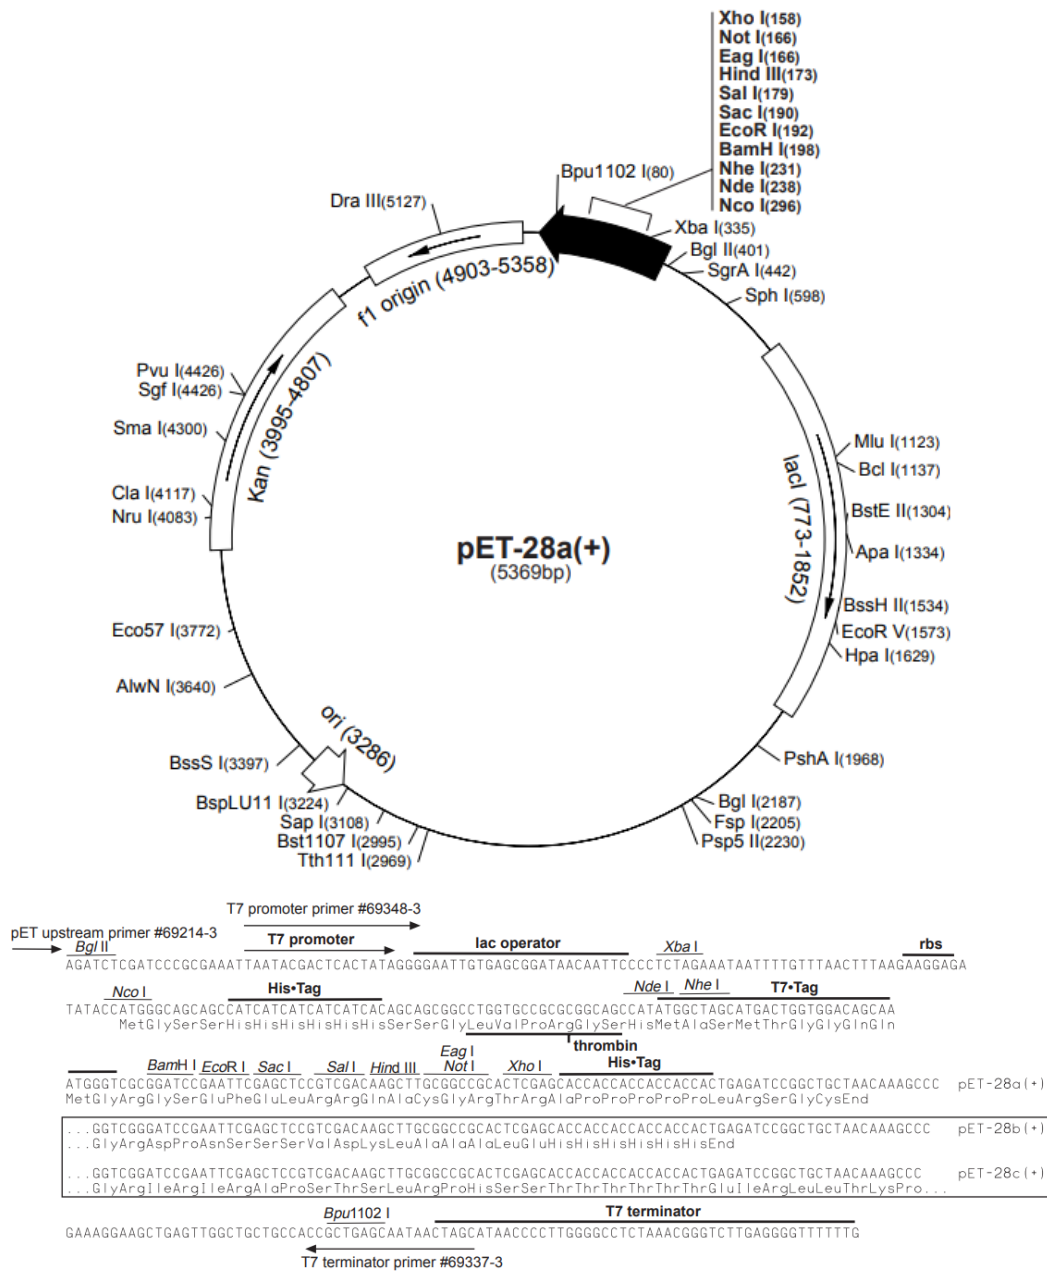 Xho I(158)
Not I(166)
Eag I(166)
Hind III(173)
Sal I(179)
Sac I(190)
EcoR I(192)
BamH I(198)
Nhe I(231)
Nde I(238)
Nco I(296)
Bpu1102 I(80)
Dra III(5127)
Xba I(335)
Bgl II(401)
SgrA I(442)
Sph I(598)
f1 origin (4903-5358)
Pvu I(4426)
Sgf I(4426)
Sma I(4300)
Kan (3995-4807)
Cla I(4117)
Nru I(4083)
Mlu I(1123)
Bcl I(1137)
BstE II(1304)
Apa I(1334)
lacI (773-1852)
pET-28a(+)
(5369bp)
BssH II(1534)
EcoR V(1573)
Hpa I(1629)
Eco57 I(3772)
AlwN I(3640)
ori (3286)
BssS I(3397)
PshA I(1968)
BspLU11 I(3224)
Sap I(3108)
Bst1107 I(2995)
Tth111 I(2969)
Bgl I(2187)
Fsp I(2205)
Psp5 II(2230)
T7 promoter primer #69348-3
pET upstream primer #69214-3
Bgl II T7 promoter lac operator Xba I rbs
AGATCTCGATCCCGCGAAATTAATACGACTCACTATAGGGGAATTGTGAGCGGATAACAATTCCCCTCTAGAAATAATTTTGTTTAACTTTAAGAAGGAGA
Nco I His•Tag Nde I Nhe I T7•Tag
TATACCATGGGCAGCAGCCATCATCATCATCATCACAGCAGCGGCCTGGTGCCGCGCGGCAGCCATATGGCTAGCATGACTGGTGGACAGCAA
MetGlySerSerHisHisHisHisHisHisSerSerGlyLeuValProArgGlySerHisMetAlaSerMetThrGlyGlyGlnGln
thrombin
BamH I EcoR I Sac I Sal I Hind III Eag I Not I Xho I His•Tag
ATGGGTCGCGGATCCGAATTCGAGCTCCGTCGACAAGCTTGCGGCCGCACTCGAGCACCACCACCACCACCACTGAGATCCGGCTGCTAACAAAGCCC pET-28a(+)
MetGlyArgGlySerGluPheGluLeuArgArgGlnAlaCysGlyArgThrArgAlaProProProProProLeuArgSerGlyCysEnd
...GGTCGGGATCCGAATTCGAGCTCCGTCGACAAGCTTGCGGCCGCACTCGAGCACCACCACCACCACCACTGAGATCCGGCTGCTAACAAAGCCC pET-28b(+)
...GlyArgAspProAsnSerSerSerValAspLysLeuAlaAlaAlaLeuGluHisHisHisHisHisHisEnd
...GGTCGGATCCGAATTCGAGCTCCGTCGACAAGCTTGCGGCCGCACTCGAGCACCACCACCACCACCACTGAGATCCGGCTGCTAACAAAGCCC pET-28c(+)
...GlyArgIleArgIleArgAlaProSerThrSerLeuArgProHisSerSerThrThrThrThrThrThrGluIleArgLeuLeuThrLysPro...
Bpu1102 I T7 terminator
GAAAGGAAGCTGAGTTGGCTGCTGCCACCGCTGAGCAATAACTAGCATAACCCCTTGGGGCCTCTAAACGGGTCTTGAGGGGTTTTTTG
T7 terminator primer #69337-3